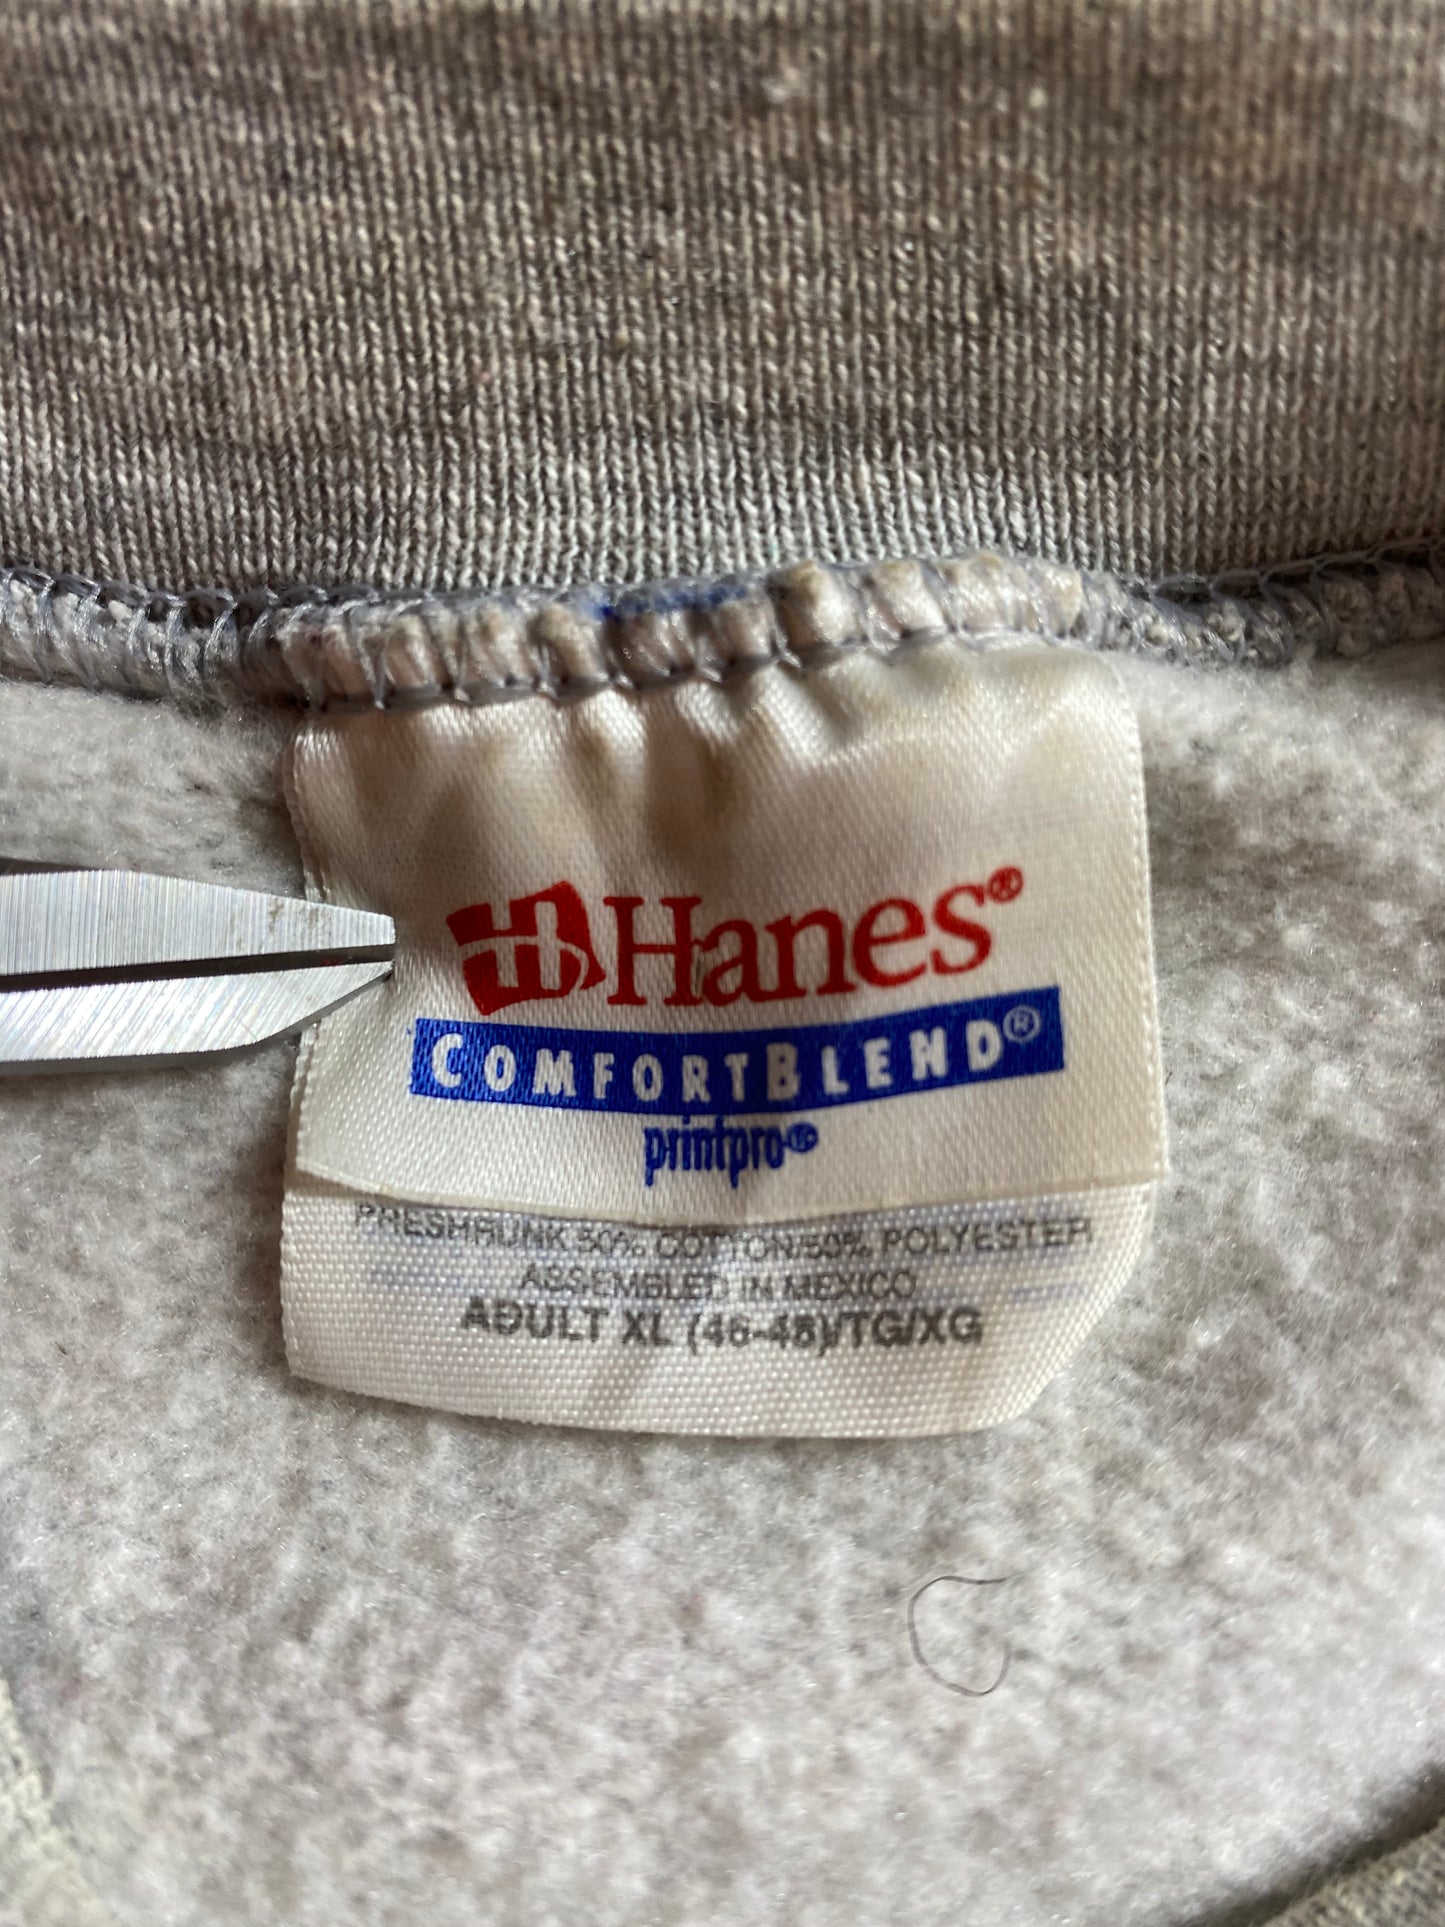 H Hanes®
COMFORTBLEND®
printpro®
PRESHRUNK 50% COTTON/50% POLYESTER
ASSEMBLED IN MEXICO
ADULT XL (46-48)/TG/XG